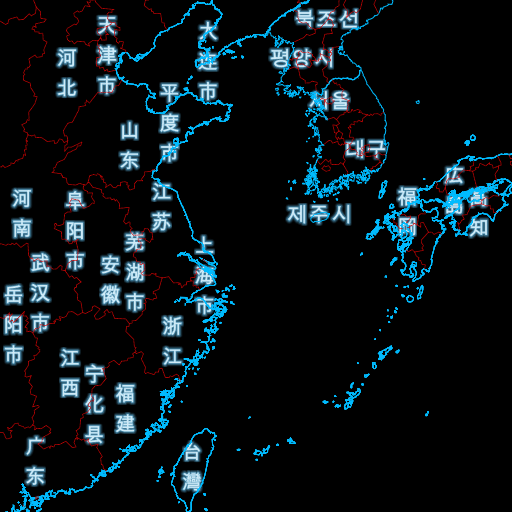 북조선
天津市
大连市
河北
평양시
平度市
서울
山东
대구
広島
河南
阜阳市
江苏
福岡
高知
제주시
芜湖市
上海市
武汉市
安徽
岳阳市
浙江
江西
宁化县
福建
广东
台灣